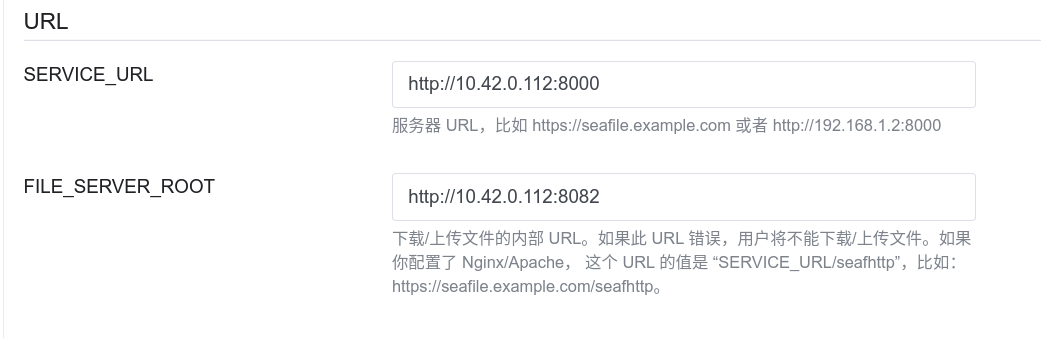 URL
SERVICE_URL
http://10.42.0.112:8000
服务器 URL，比如 https://seafile.example.com 或者 http://192.168.1.2:8000
FILE_SERVER_ROOT
http://10.42.0.112:8082
下载/上传文件的内部 URL。如果此 URL 错误，用户将不能下载/上传文件。如果
你配置了 Nginx/Apache， 这个 URL 的值是 “SERVICE_URL/seafhttp”，比如：
https://seafile.example.com/seafhttp。